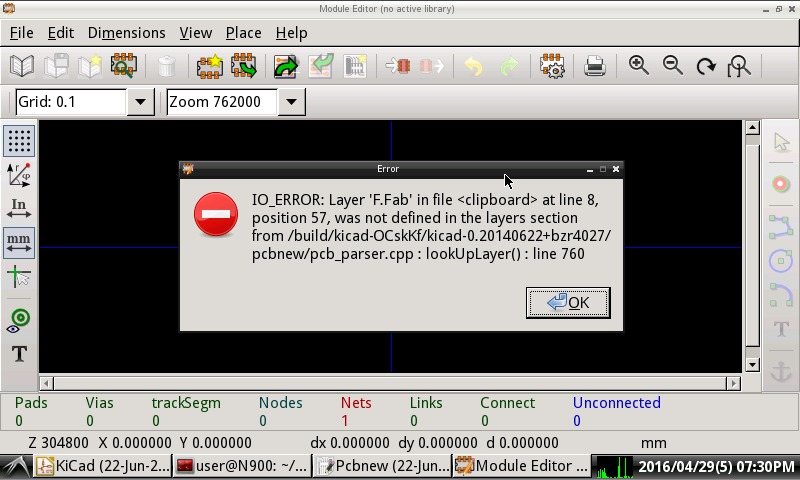 Module Editor (no active library)
File Edit Dimensions View Place Help
Grid: 0.1 Zoom 762000
Error
IO_ERROR: Layer 'F.Fab' in file <clipboard> at line 8,
position 57, was not defined in the layers section
from /build/kicad-OCskKf/kicad-0.20140622+bzr4027/
pcbnew/pcb_parser.cpp : lookUpLayer() : line 760
OK
In
mm
T
T
Pads Vias trackSegm Nodes Nets Links Connect Unconnected
0 0 0 0 1 0 0 0
Z 304800 X 0.000000 Y 0.000000 dx 0.000000 dy 0.000000 d 0.000000 mm
KiCad (22-Jun-2... user@N900: ~/... Pcbnew (22-Jun... Module Editor ... 2016/04/29(5) 07:30PM